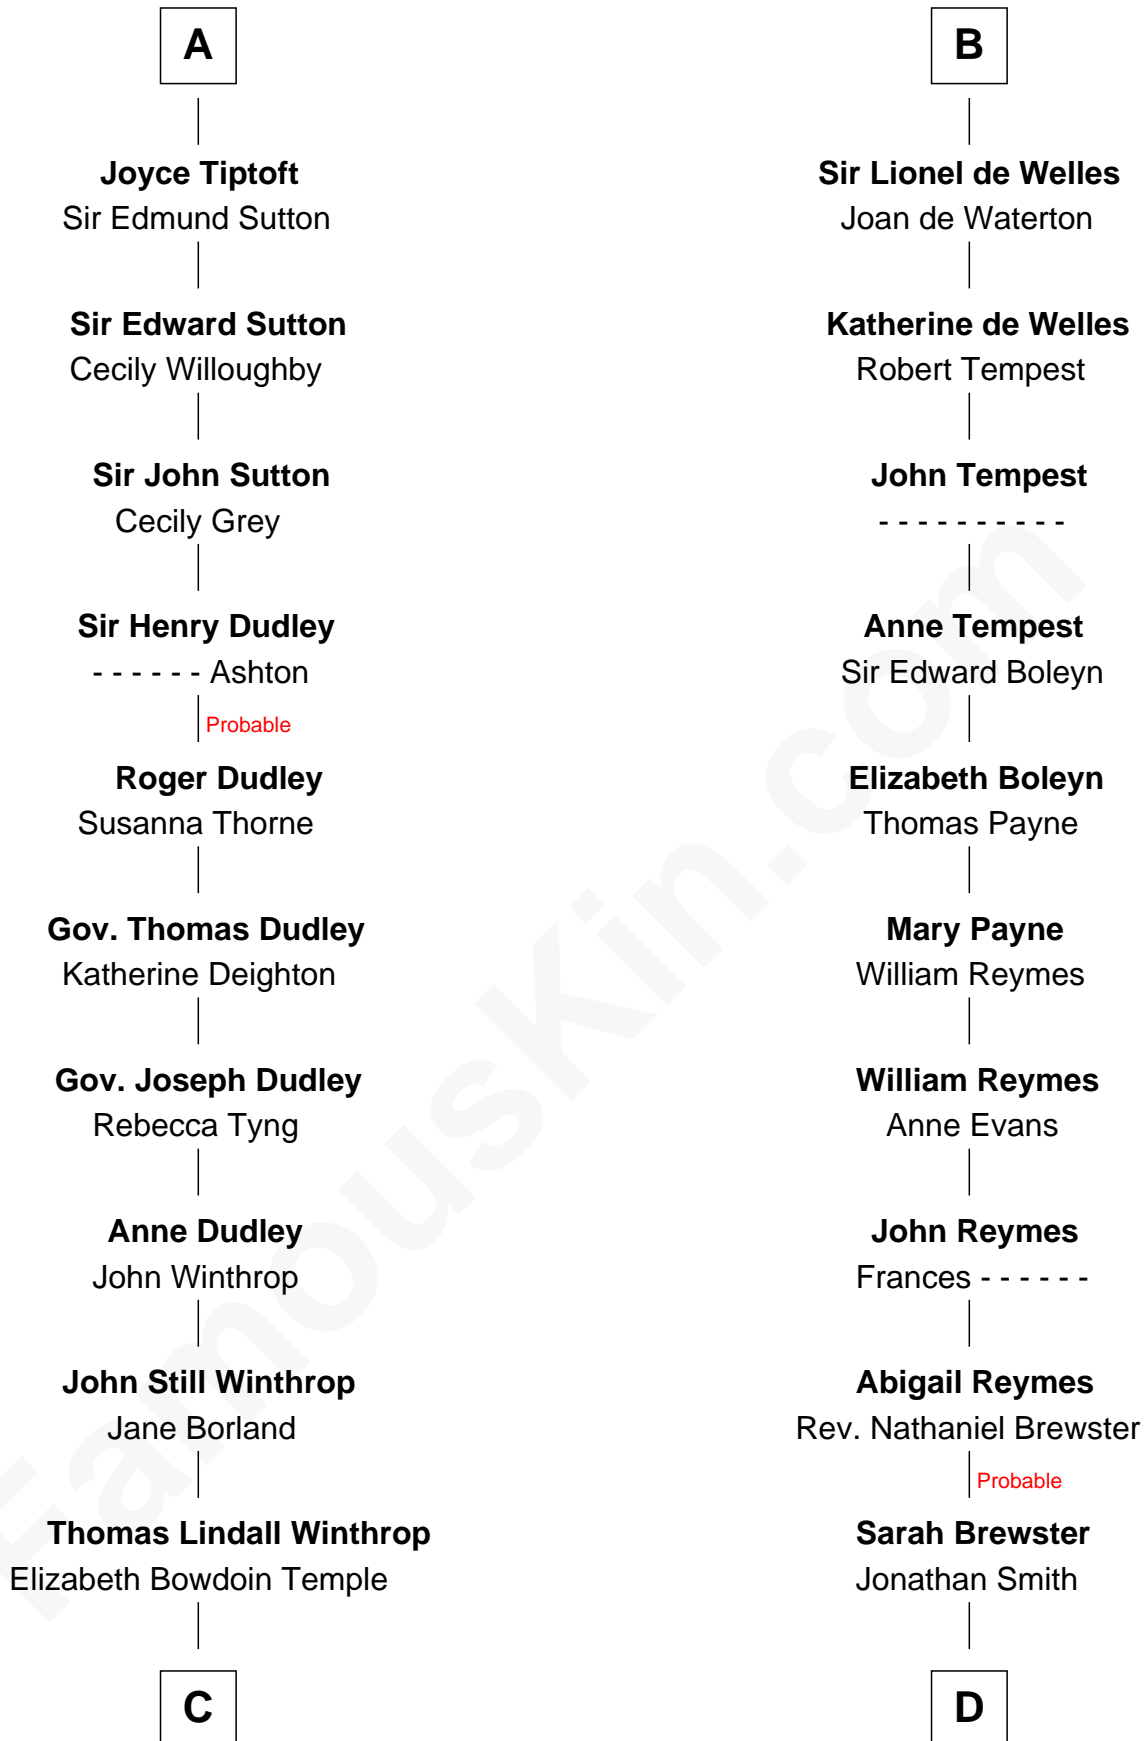 A
Joyce Tiptoft
Sir Edmund Sutton
Sir Edward Sutton
Cecily Willoughby
Sir John Sutton
Cecily Grey
Sir Henry Dudley
- - - - - - Ashton
Probable
Roger Dudley
Susanna Thorne
Gov. Thomas Dudley
Katherine Deighton
Gov. Joseph Dudley
Rebecca Tyng
Anne Dudley
John Winthrop
John Still Winthrop
Jane Borland
Thomas Lindall Winthrop
Elizabeth Bowdoin Temple
C
B
Sir Lionel de Welles
Joan de Waterton
Katherine de Welles
Robert Tempest
John Tempest
- - - - - - - - - -
Anne Tempest
Sir Edward Boleyn
Elizabeth Boleyn
Thomas Payne
Mary Payne
William Reymes
William Reymes
Anne Evans
John Reymes
Frances - - - - - -
Abigail Reymes
Rev. Nathaniel Brewster
Probable
Sarah Brewster
Jonathan Smith
D
FamousKin.com